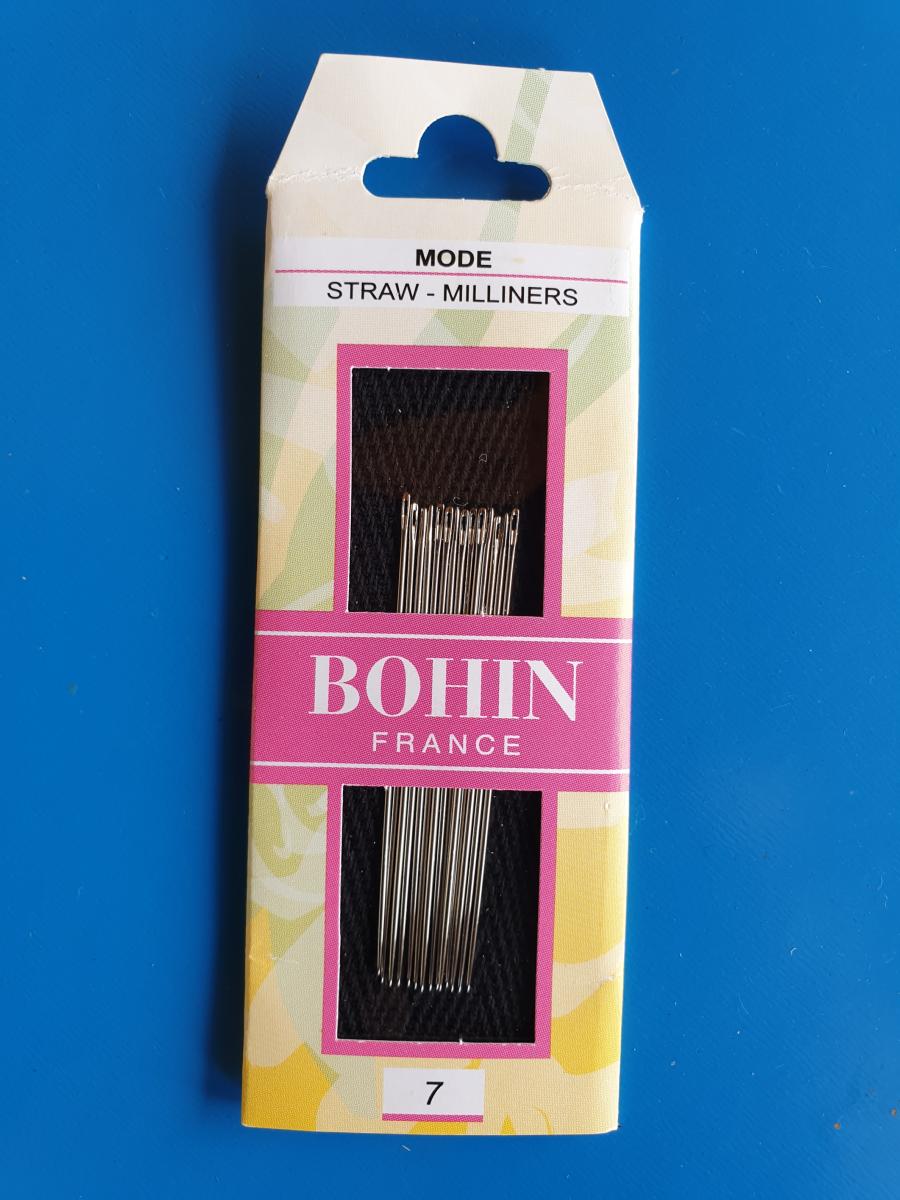 MODE
STRAW - MILLINERS
BOHIN
FRANCE
7